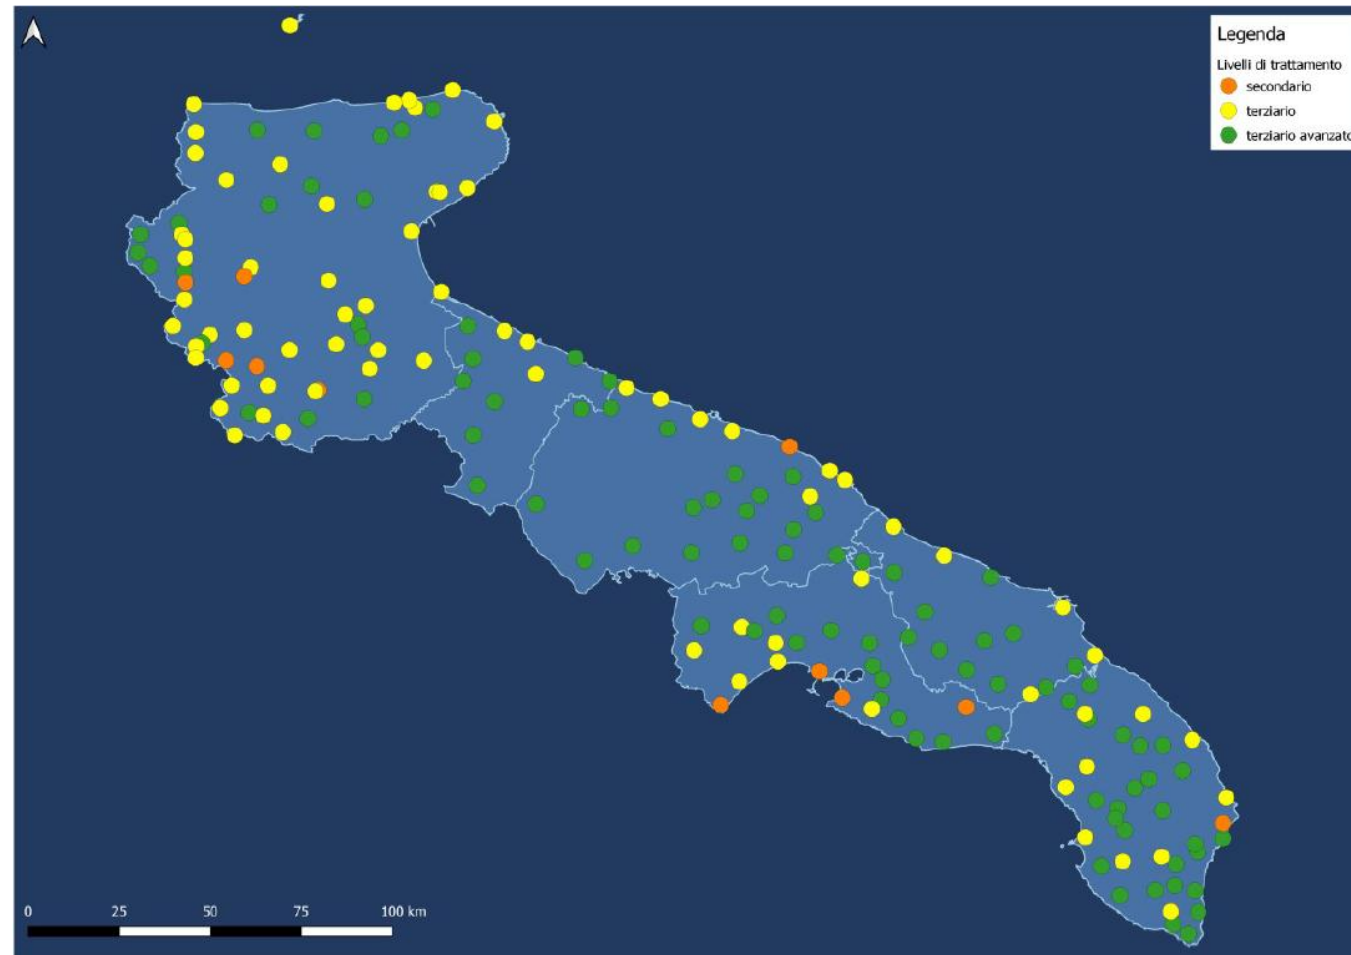 Legenda
Livelli di trattamento
secondario
terziario
terziario avanzato
0 25 50 75 100 km